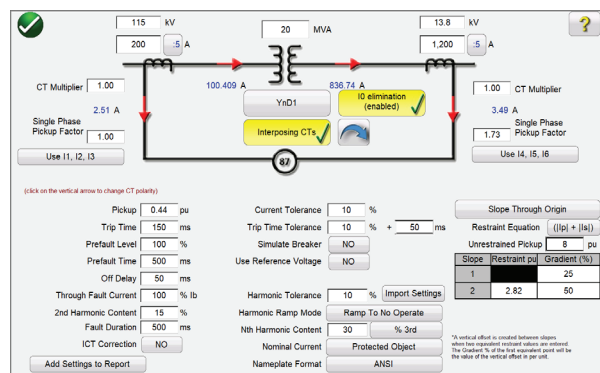 115 kV
13.8 kV
20 MVA
200 :5 A
1,200 :5 A
?
100.409 A
836.74 A
CT Multiplier 1.00
1.00 CT Multiplier
YnD1
I0 elimination
(enabled)
2.51 A
3.49 A
Single Phase
Pickup Factor 1.00
Single Phase
1.73 Pickup Factor
Interposing CTs
Use I1, I2, I3
Use I4, I5, I6
87
(click on the vertical arrow to change CT polarity)
Pickup 0.44 pu
Trip Time 150 ms
Prefault Level 100 %
Prefault Time 500 ms
Off Delay 50 ms
Through Fault Current 100 % Ib
2nd Harmonic Content 15 %
Fault Duration 500 ms
ICT Correction NO
Add Settings to Report
Current Tolerance 10 %
Trip Time Tolerance 10 % + 50 ms
Simulate Breaker NO
Use Reference Voltage NO
Harmonic Tolerance 10 % Import Settings
Harmonic Ramp Mode Ramp To No Operate
Nth Harmonic Content 30 % 3rd
Nominal Current Protected Object
Nameplate Format ANSI
Slope Through Origin
Restraint Equation (|Ip| + |Is|)
Unrestrained Pickup 8 pu
Slope Restraint pu Gradient (%)
1 25
2 2.82 50
*A vertical offset is created between slopes
when two equivalent restraint values are entered.
The Gradient % of the first equivalent point will be
the value of the vertical offset in per unit.